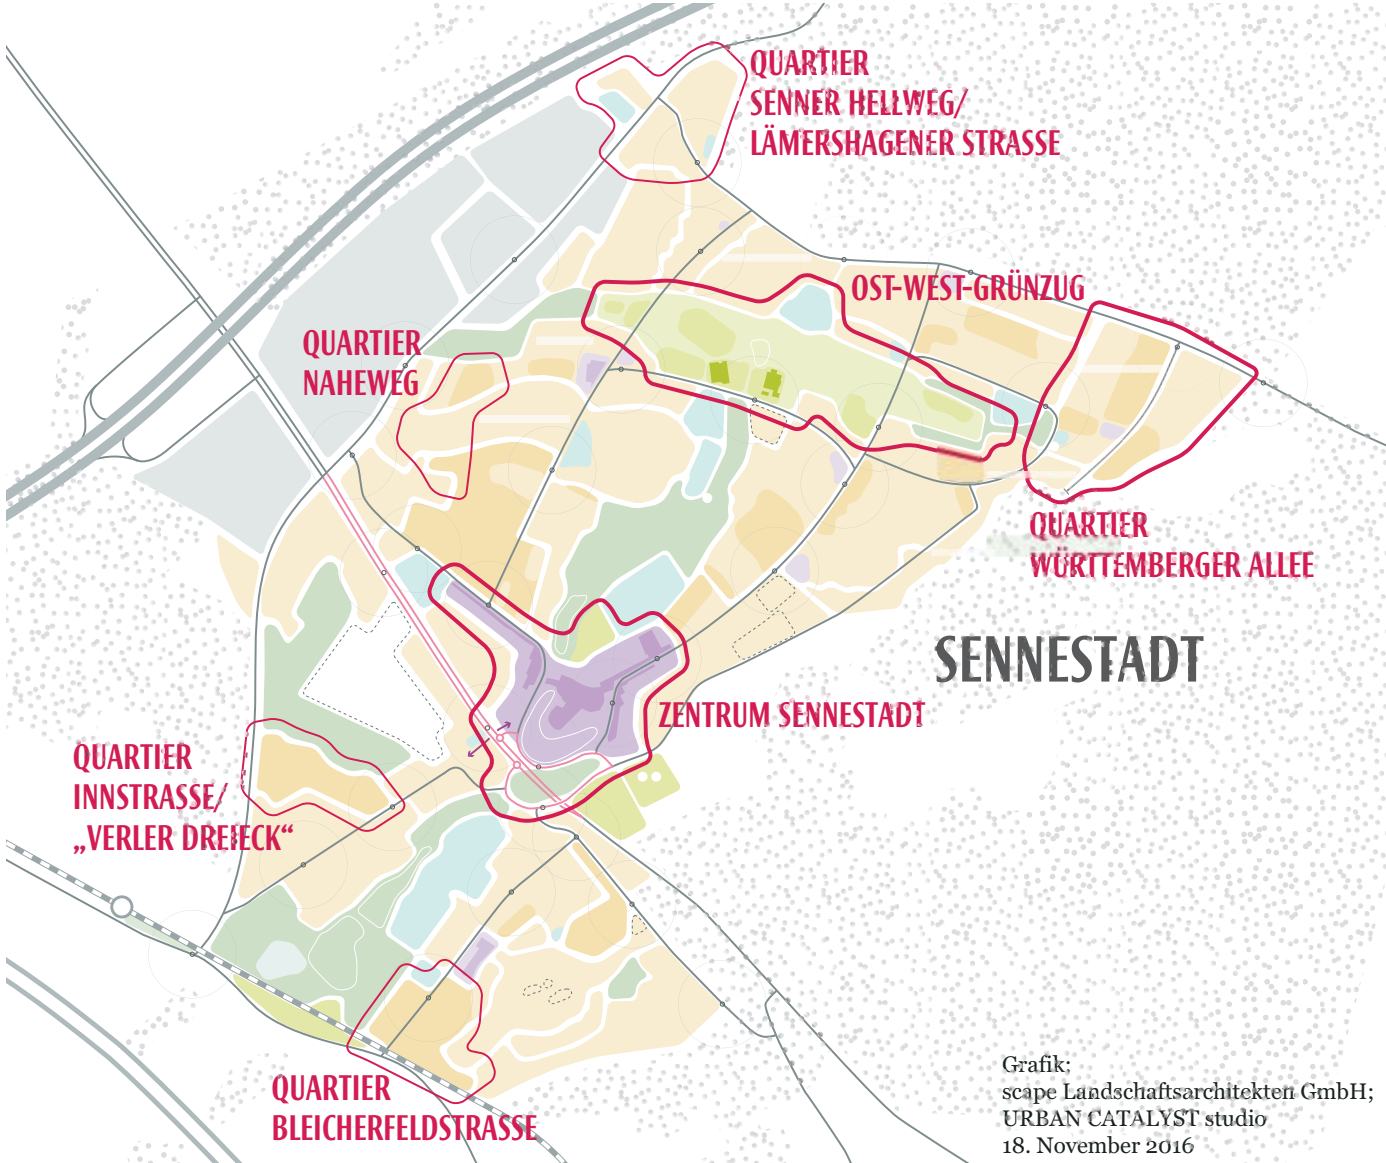 QUARTIER
SENNER HELLWEG/
LÄMERSHAGENER STRASSE
OST-WEST-GRÜNZUG
QUARTIER
NAHEWEG
QUARTIER
WÜRTTEMBERGER ALLEE
SENNESTADT
ZENTRUM SENNESTADT
QUARTIER
INNSTRASSE/
„VERLER DREIECK“
QUARTIER
BLEICHERFELDSTRASSE
Grafik:
scape Landschaftsarchitekten GmbH;
URBAN CATALYST studio
18. November 2016